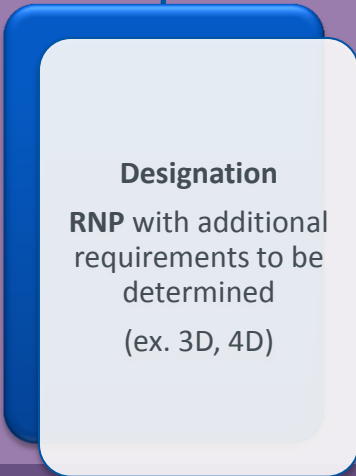 Designation
RNP with additional
requirements to be
determined
(ex. 3D, 4D)